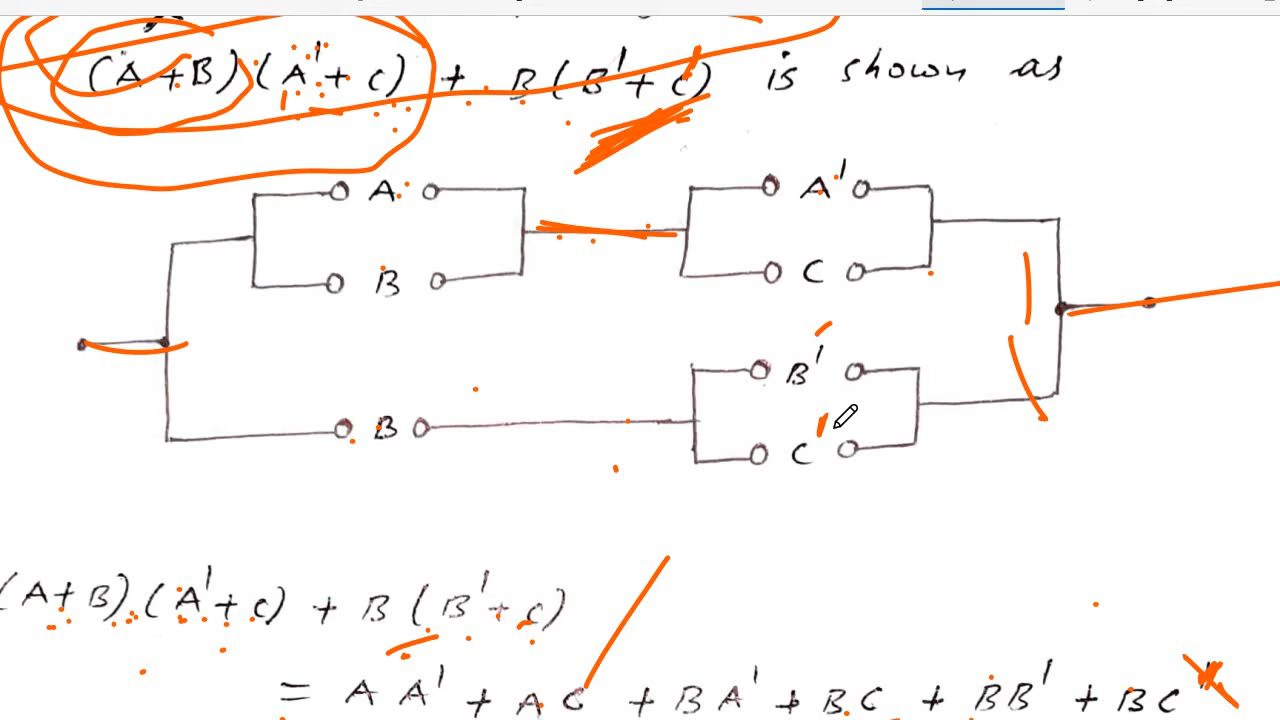 (A+B)(A'+C) + B(B'+C') is shown as
A
A'
B
C
B'
B
C'
(A+B).(A'+C) + B(B'+C)
= AA' + AC + BA' + BC + BB' + BC